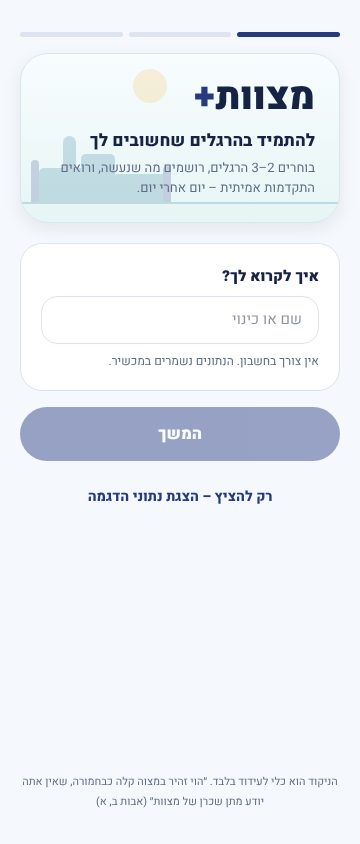 מצוות+
להתמיד בהרגלים שחשובים לך
בוחרים 2–3 הרגלים, רושמים מה שנעשה, ורואים
התקדמות אמיתית – יום אחרי יום.
איך לקרוא לך?
שם או כינוי
אין צורך בחשבון. הנתונים נשמרים במכשיר.
המשך
רק להציץ – הצגת נתוני הדגמה
הניקוד הוא כלי לעידוד בלבד. "הוי זהיר במצוה קלה כבחמורה, שאין אתה
יודע מתן שכרן של מצוות" (אבות ב, א)